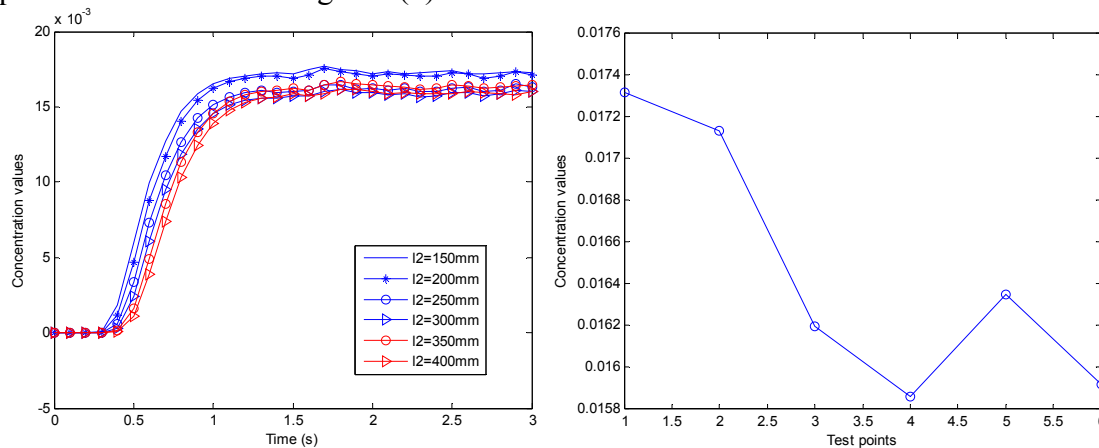 x 10⁻³
20
15
10
5
0
-5
0 0.5 1 1.5 2 2.5 3
Time (s)
Concentration values
l2=150mm
l2=200mm
l2=250mm
l2=300mm
l2=350mm
l2=400mm
0.0176
0.0174
0.0172
0.017
0.0168
0.0166
0.0164
0.0162
0.016
0.0158
1 1.5 2 2.5 3 3.5 4 4.5 5 5.5
Test points
Concentration values